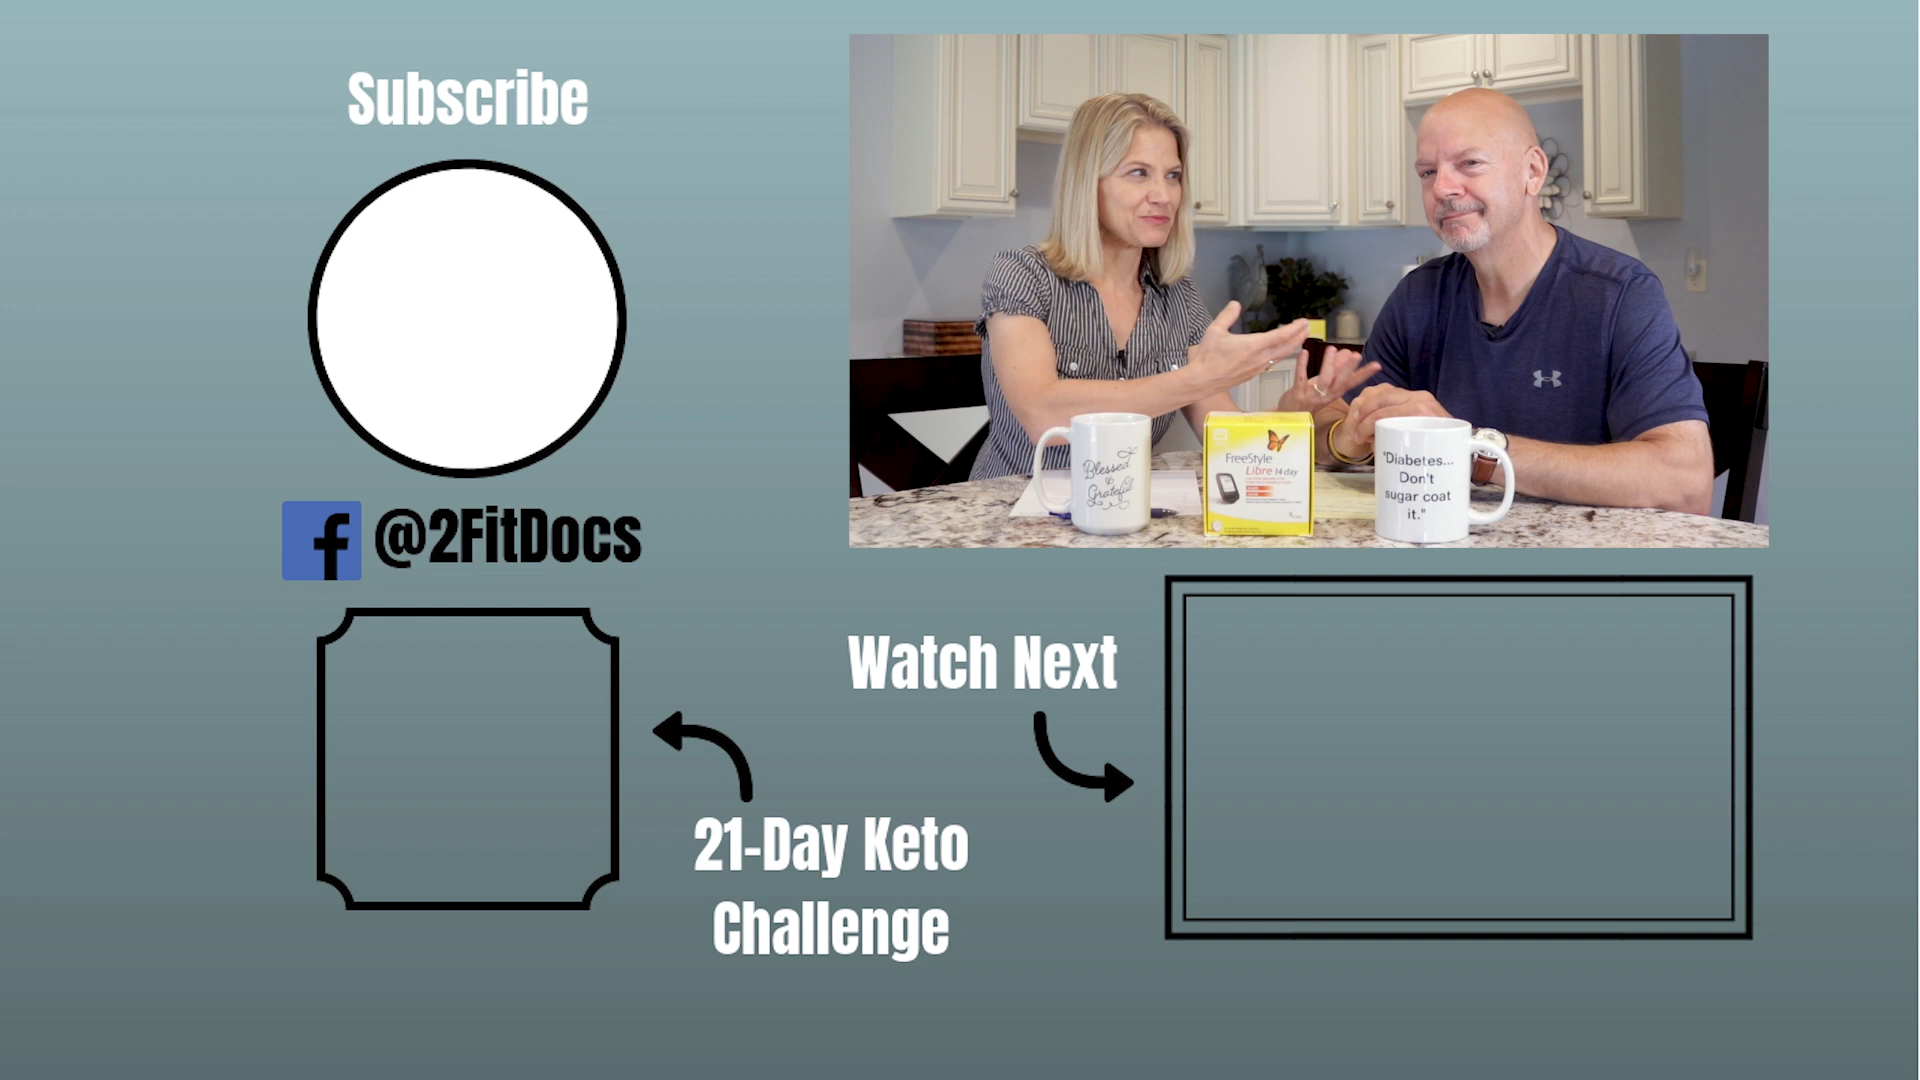 Subscribe
@2FitDocs
Blessed
&
Grateful
FreeStyle
Libre 14 day
"Diabetes...
Don't
sugar coat
it."
Watch Next
21-Day Keto
Challenge